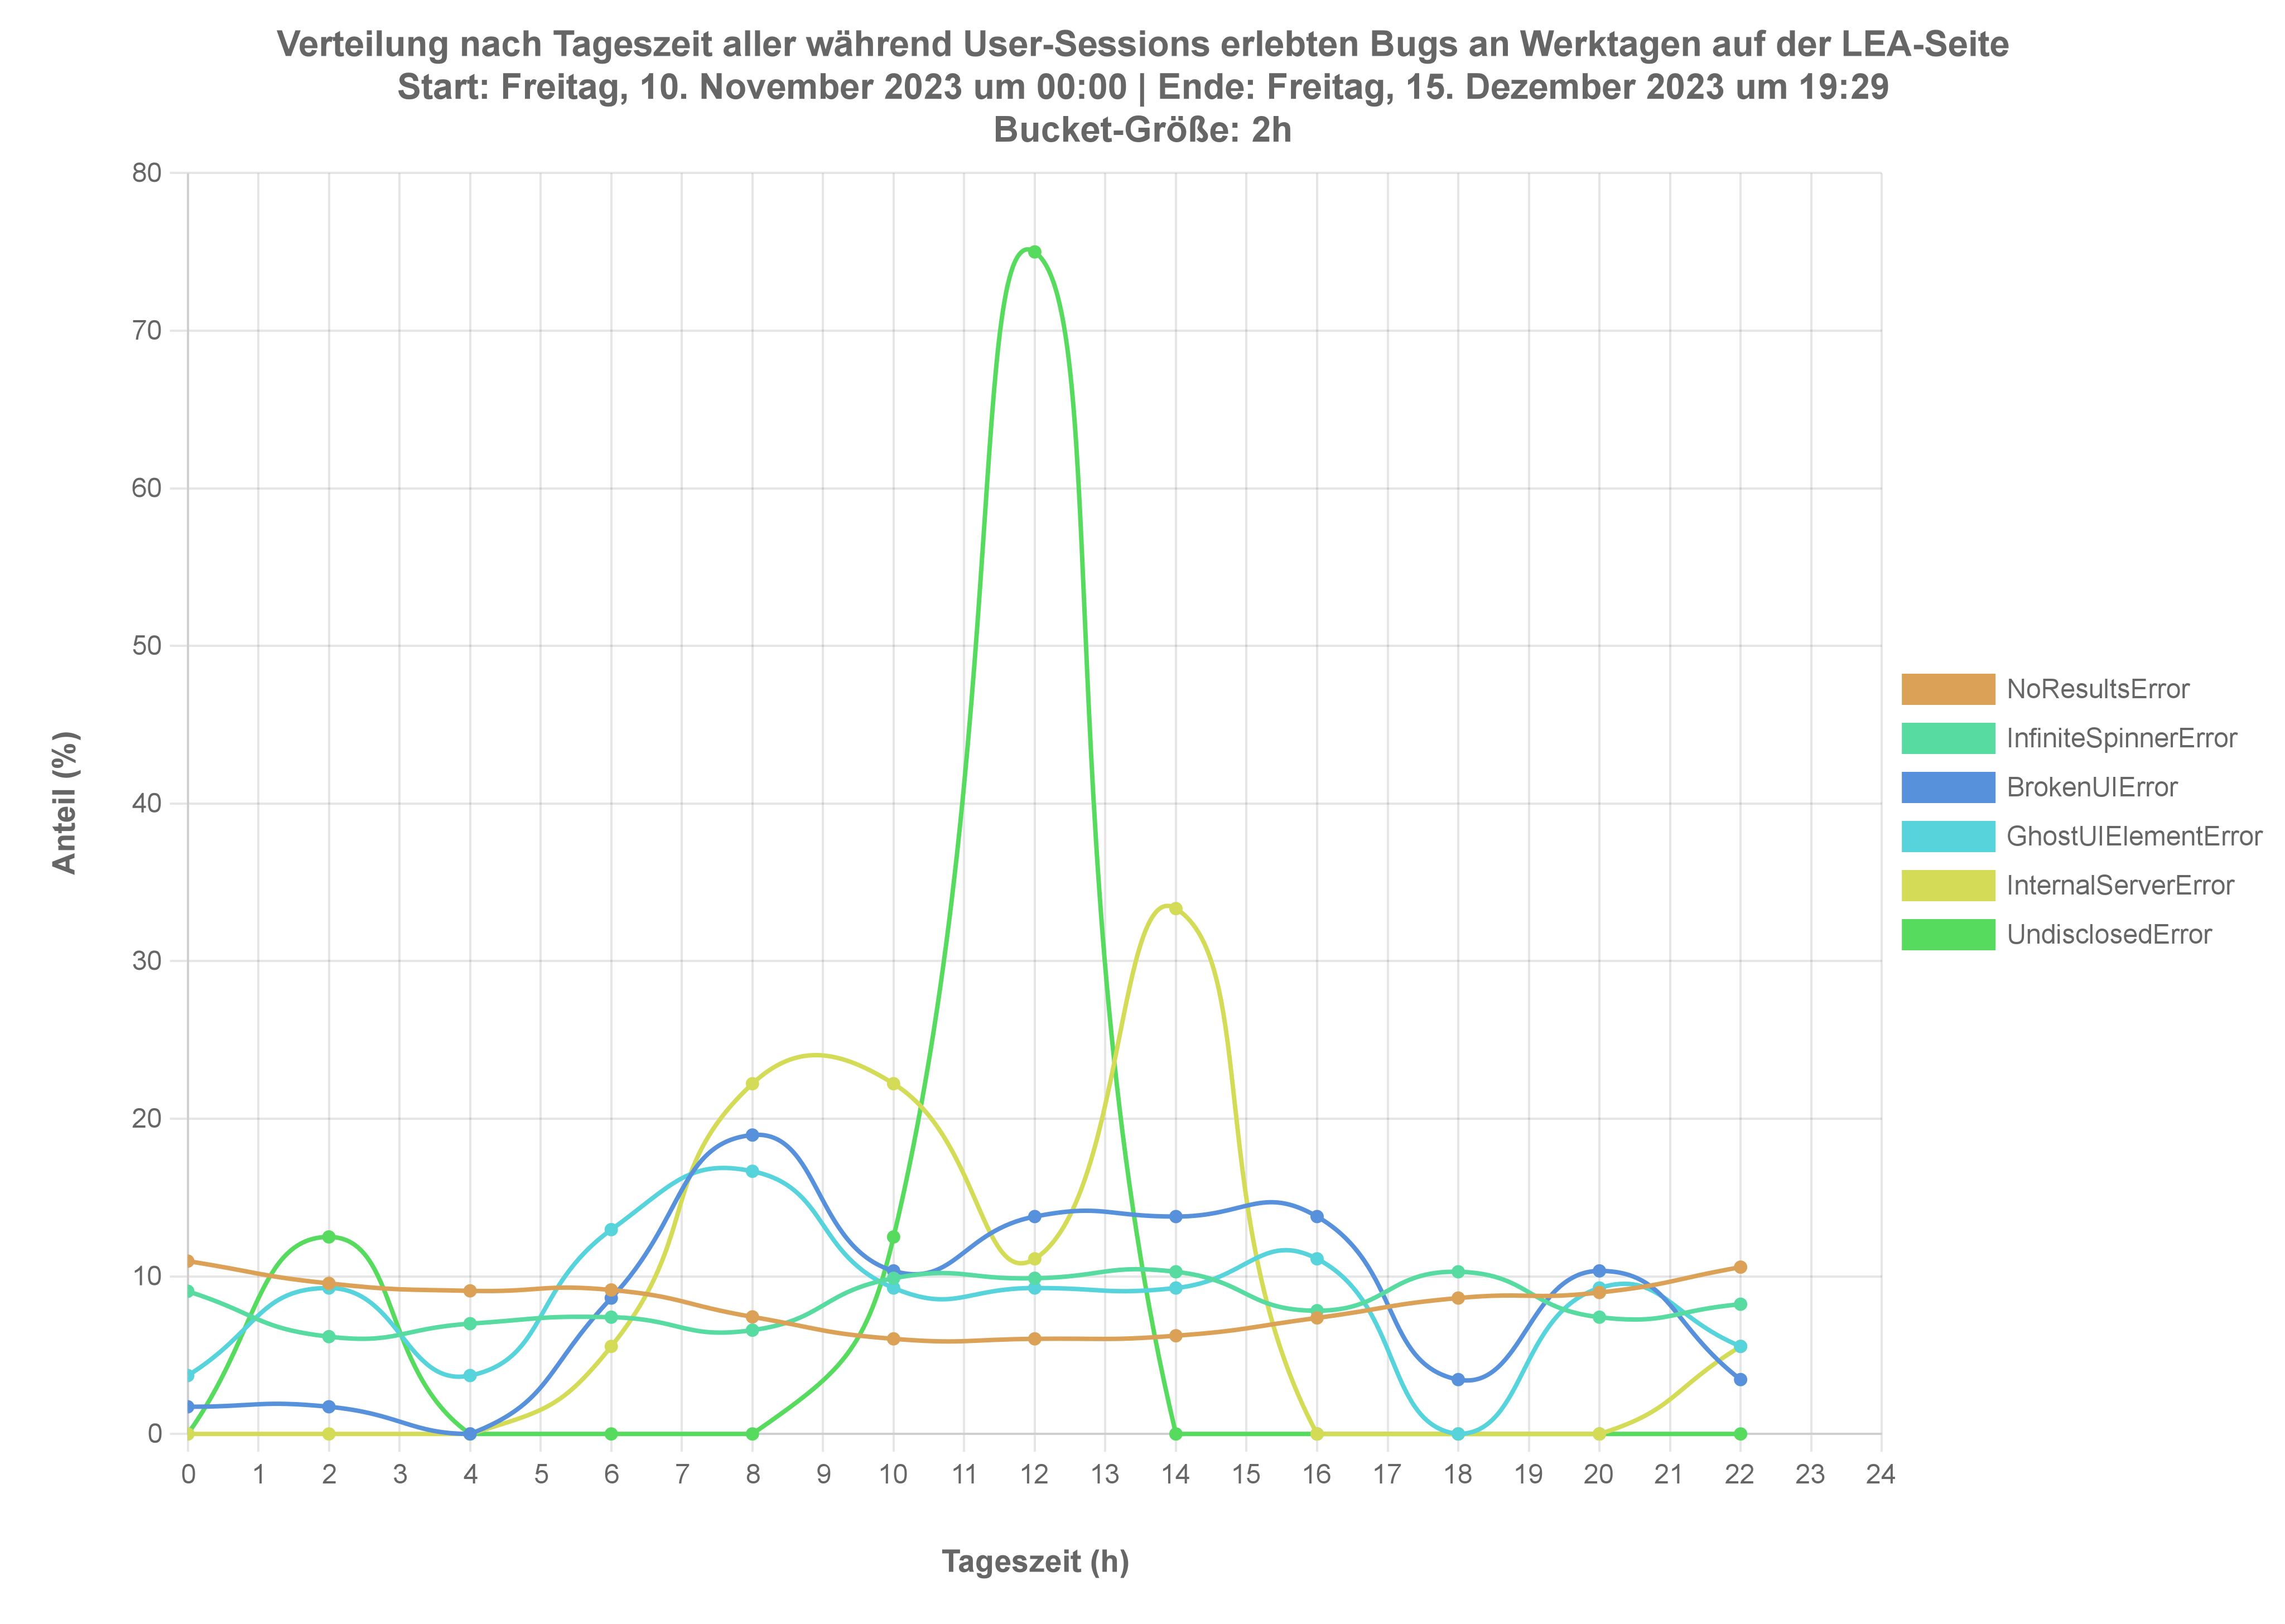 Verteilung nach Tageszeit aller während User-Sessions erlebten Bugs an Werktagen auf der LEA-Seite
Start: Freitag, 10. November 2023 um 00:00 | Ende: Freitag, 15. Dezember 2023 um 19:29
Bucket-Größe: 2h
80
70
60
50
40
30
20
10
0
Anteil (%)
0 1 2 3 4 5 6 7 8 9 10 11 12 13 14 15 16 17 18 19 20 21 22 23 24
Tageszeit (h)
NoResultsError
InfiniteSpinnerError
BrokenUIError
GhostUIElementError
InternalServerError
UndisclosedError